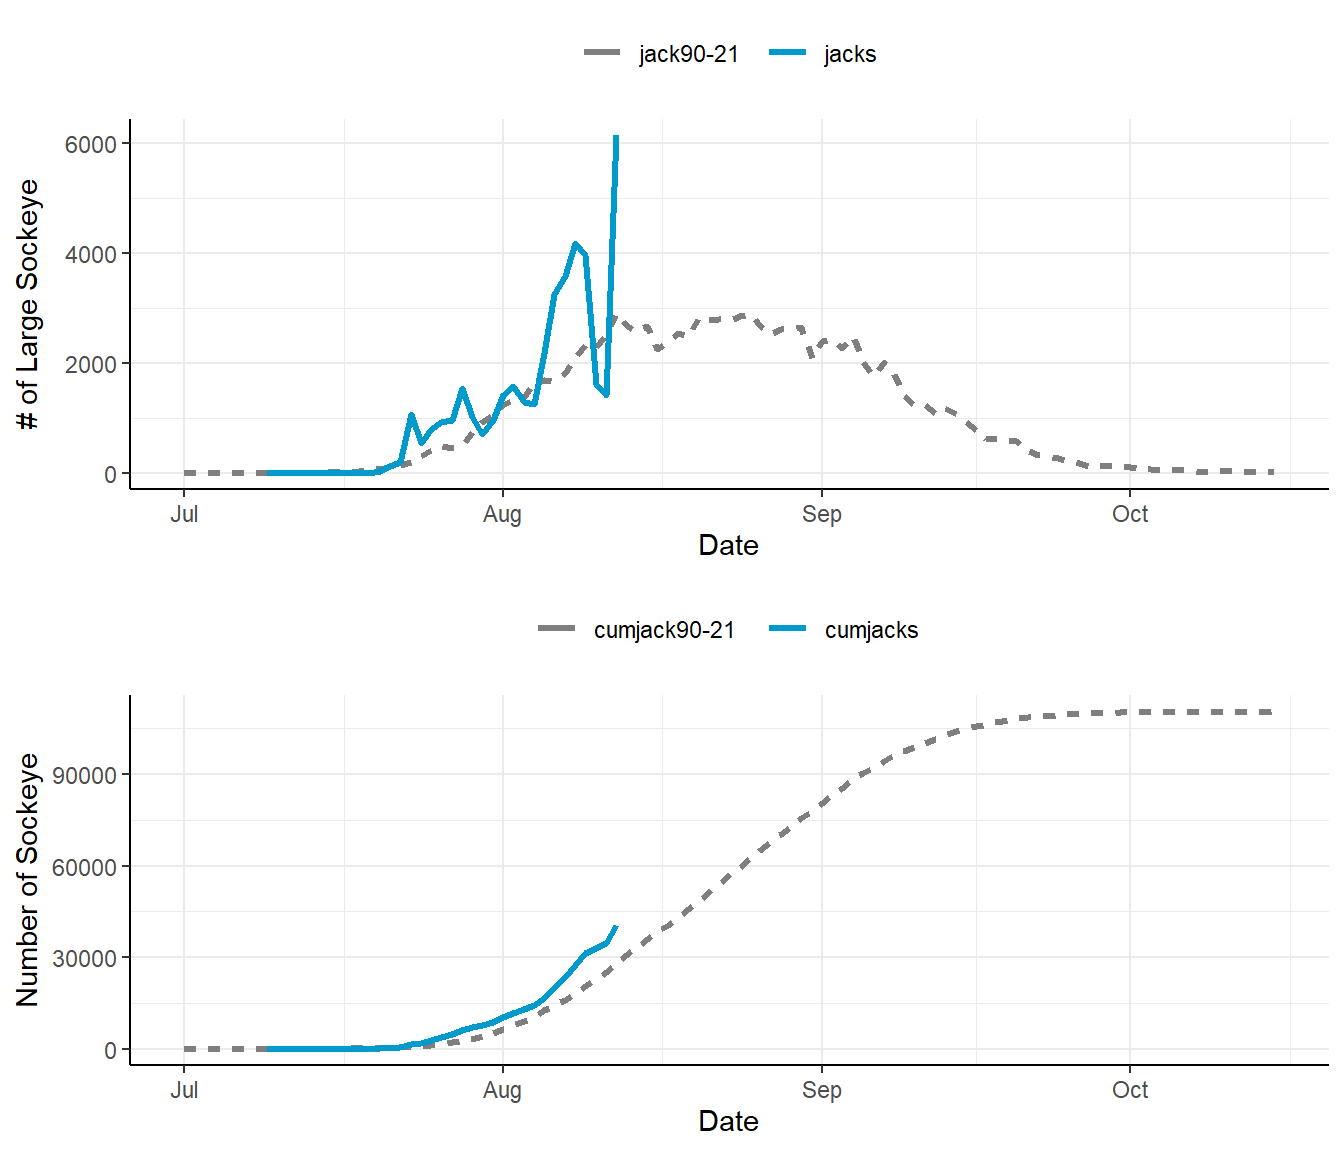 jack90-21 jacks
# of Large Sockeye
6000
4000
2000
0
Jul Aug Sep Oct
Date
cumjack90-21 cumjacks
Number of Sockeye
90000
60000
30000
0
Jul Aug Sep Oct
Date